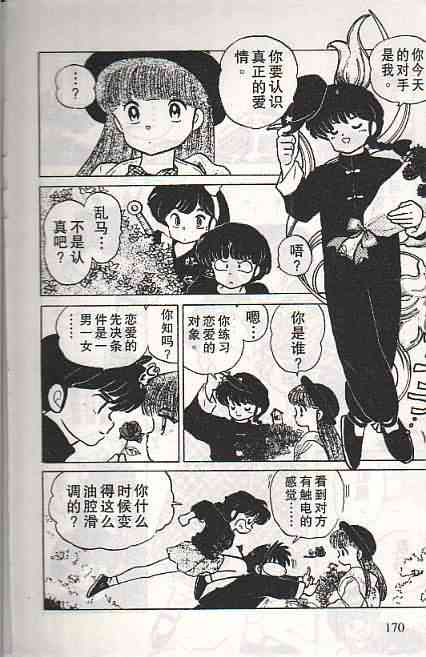 你今天
的对手
是我。
你要认识
真正的爱
情。
…？
唔？
乱马…
不是认
真吧？
你是谁？
嗯…
你练习
恋爱的
对象。
你知吗？
恋爱的
先决条
件是一
男一女
……
看到对方
有触电的
感觉……
你什么
时候变
得这么
油腔滑
调的？
170